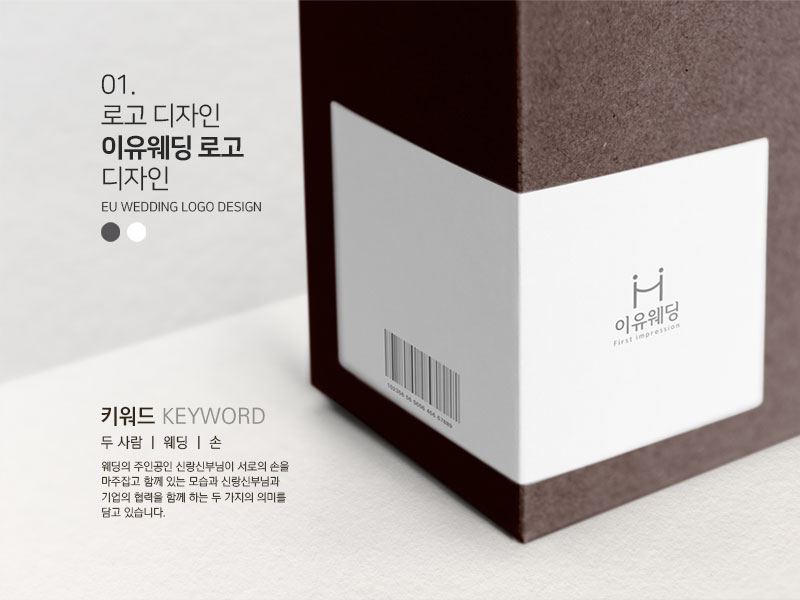 01.
로고 디자인
이유웨딩 로고
디자인
EU WEDDING LOGO DESIGN
키워드 KEYWORD
두 사람 | 웨딩 | 손
웨딩의 주인공인 신랑신부님이 서로의 손을
마주잡고 함께 있는 모습과 신랑신부님과
기업의 협력을 함께 하는 두 가지의 의미를
담고 있습니다.
이유웨딩
First impression